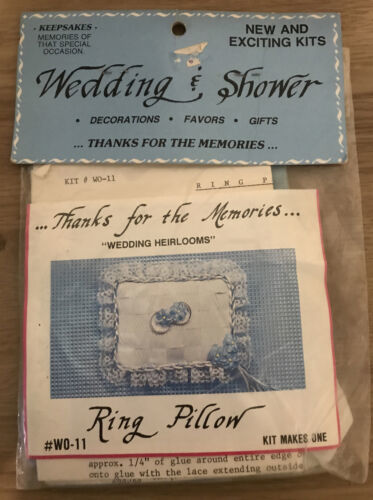 - KEEPSAKES -
MEMORIES OF
THAT SPECIAL
OCCASION.
NEW AND
EXCITING KITS
Wedding & Shower
• DECORATIONS • FAVORS • GIFTS
... THANKS FOR THE MEMORIES ...
KIT # WO-11
RING P
...Thanks for the Memories...
"WEDDING HEIRLOOMS"
Ring Pillow
#WO-11
KIT MAKES ONE
approx. 1/4" of glue around entire edge
onto glue with the lace extending outside